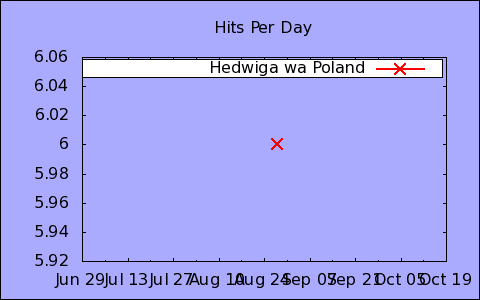 Hits Per Day
6.06
Hedwiga wa Poland
6.04
6.02
6
5.98
5.96
5.94
5.92
Jun 29 Jul 13 Jul 27 Aug 10 Aug 24 Sep 07 Sep 21 Oct 05 Oct 19